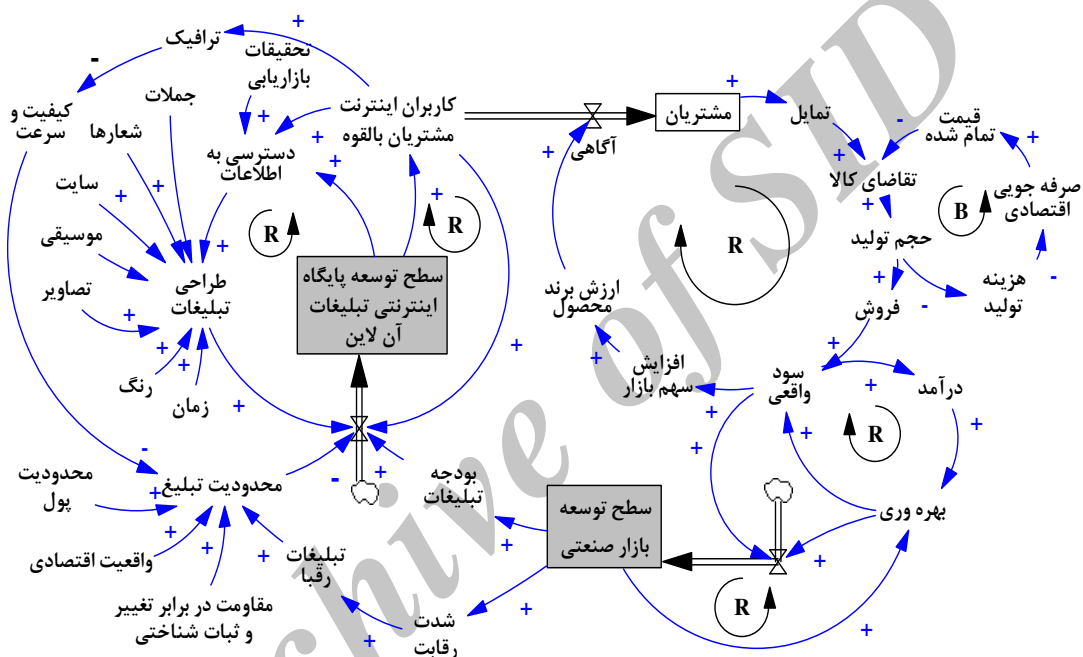 ترافیک
+
-
تحقیقات
بازاریابی
جملات
شعارها
سایت
موسیقی
تصاویر
رنگ
زمان
کیفیت و
سرعت
کاربران اینترنت
مشتریان بالقوه
دسترسی به
اطلاعات
+
+
+
+
+
+
+
+
+
+
+
+
R
R
طراحی
تبلیغات
سطح توسعه پایگاه
اینترنتی تبلیغات
آن لاین
آگاهی
+
مشتریان
+
تمایل
+
-
قیمت
تمام شده
+
تقاضای کالا
+
صرفه جویی
اقتصادی
B
R
حجم تولید
+
-
-
هزینه
تولید
فروش
+
ارزش برند
محصول
+
افزایش
سهم بازار
+
سود
واقعی
+
درآمد
+
R
+
+
بهره وری
+
-
محدودیت تبلیغ
-
+
+
+
+
محدودیت
پول
واقعیت اقتصادی
مقاومت در برابر تغییر
و ثبات شناختی
تبلیغات
رقبا
+
شدت
رقابت
+
بودجه
تبلیغات
+
+
سطح توسعه
بازار صنعتی
R
+
Archive of SID